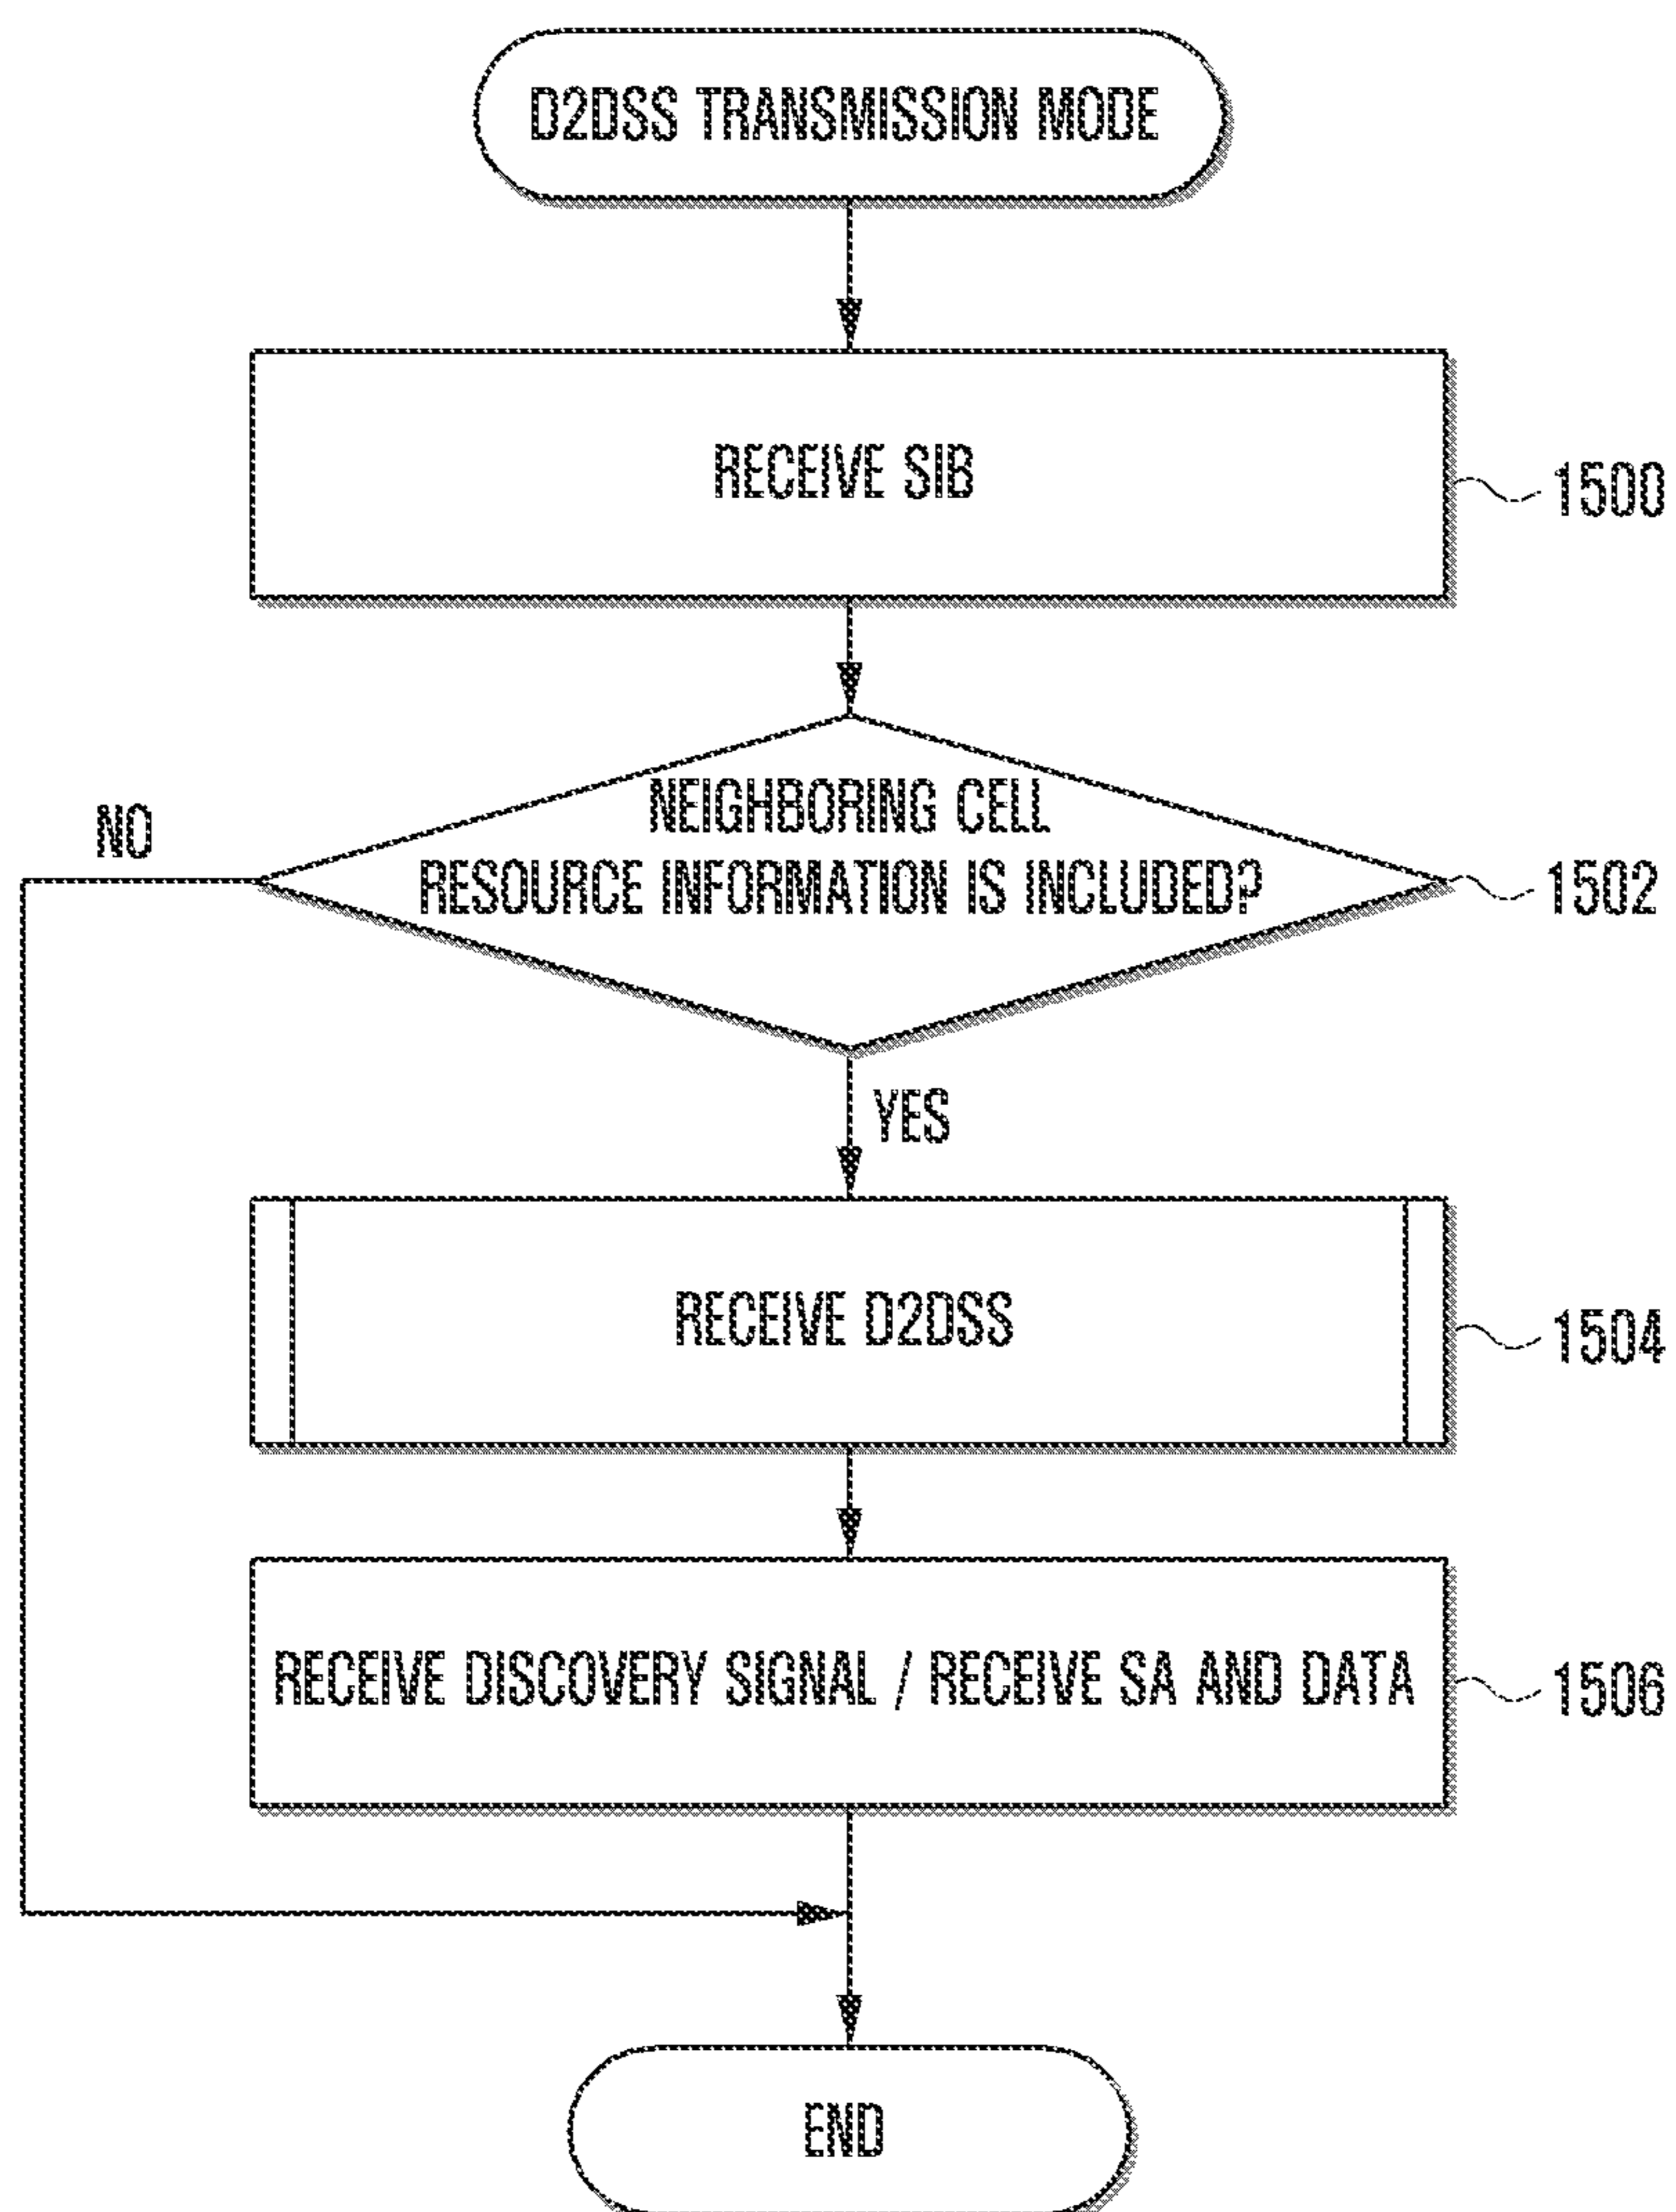 D2DSS TRANSMISSION MODE
RECEIVE SIB
1500
NO
NEIGHBORING CELL
RESOURCE INFORMATION IS INCLUDED?
1502
YES
RECEIVE D2DSS
1504
RECEIVE DISCOVERY SIGNAL / RECEIVE SA AND DATA
1506
END